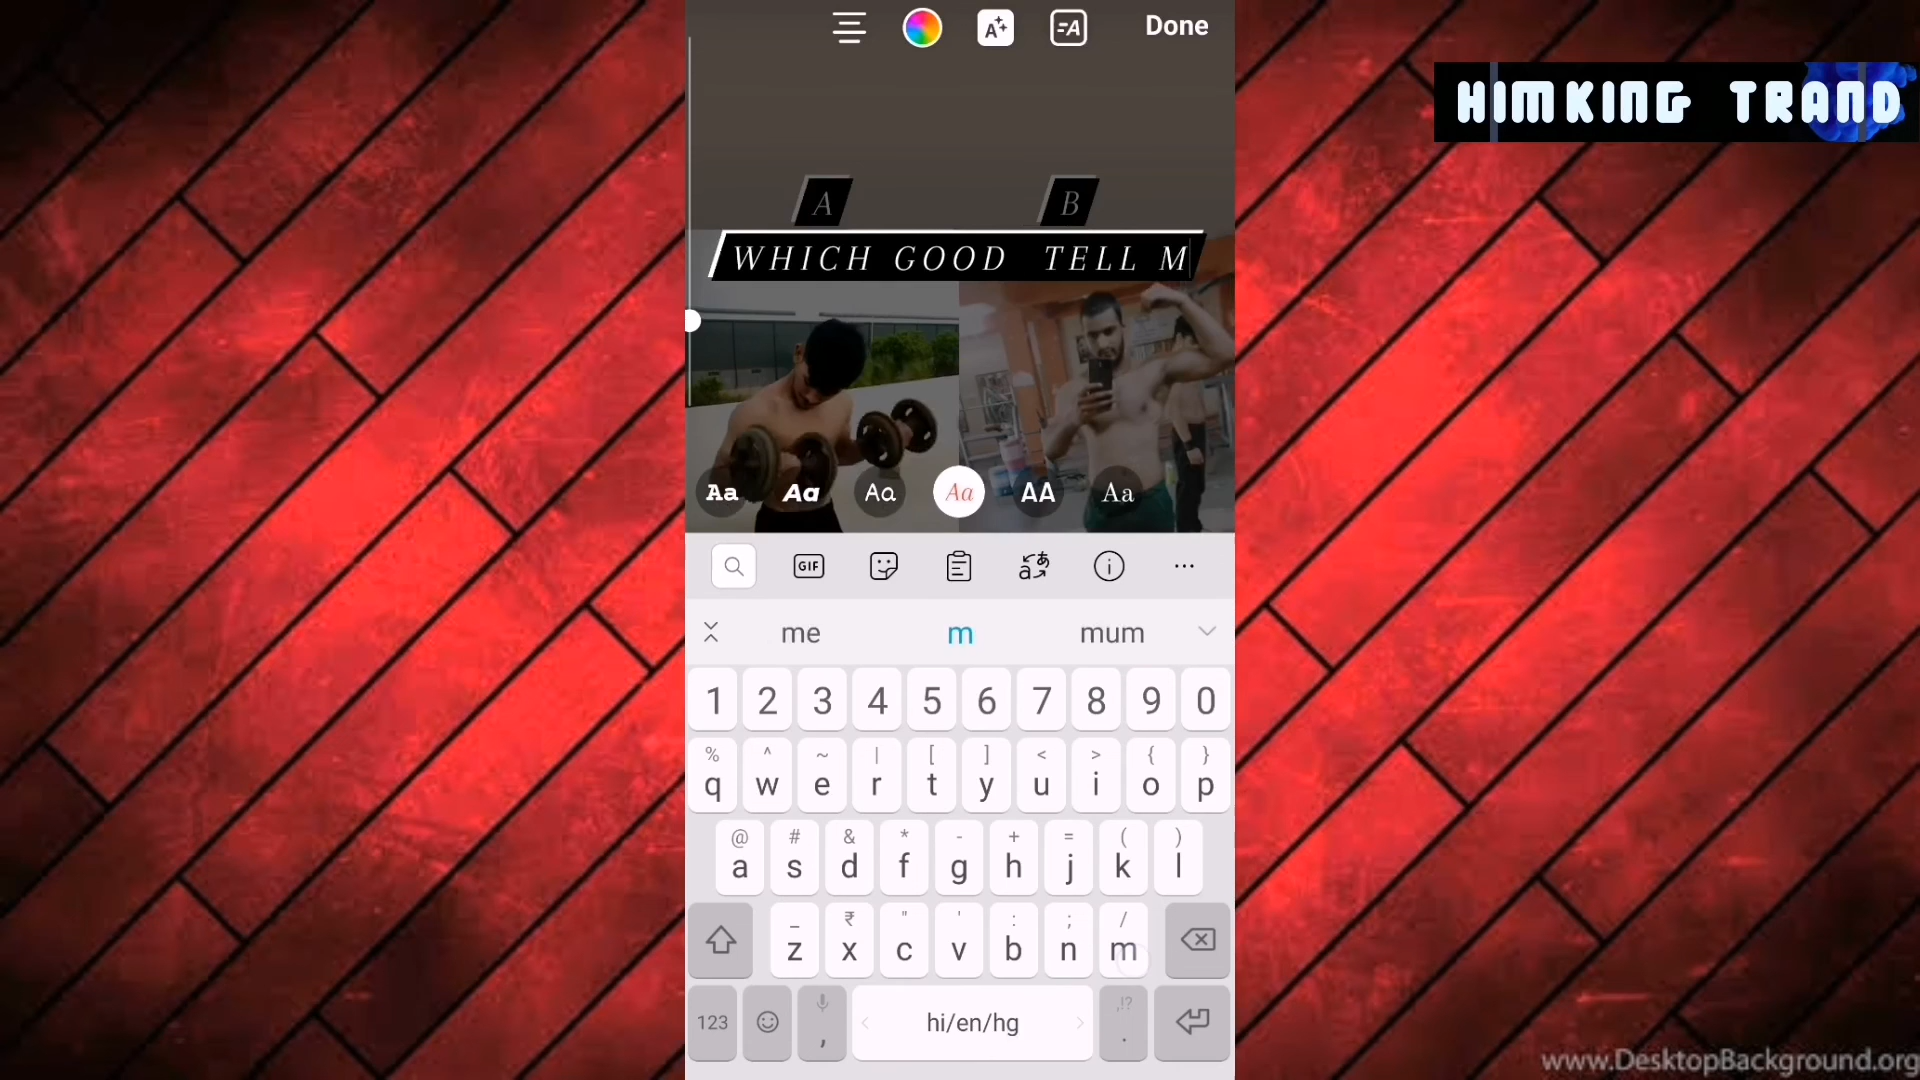 Done
HIMKING TRAND
A B
WHICH GOOD TELL M
Aa Aa Aa Aa AA Aa
GIF
me m mum
1 2 3 4 5 6 7 8 9 0
% ^ ~ | [ ] < > { }
q w e r t y u i o p
@ # & * - + = ( )
a s d f g h j k l
_ ₹ " ' : ; /
z x c v b n m
,!?
123 , hi/en/hg .
www.DesktopBackground.org